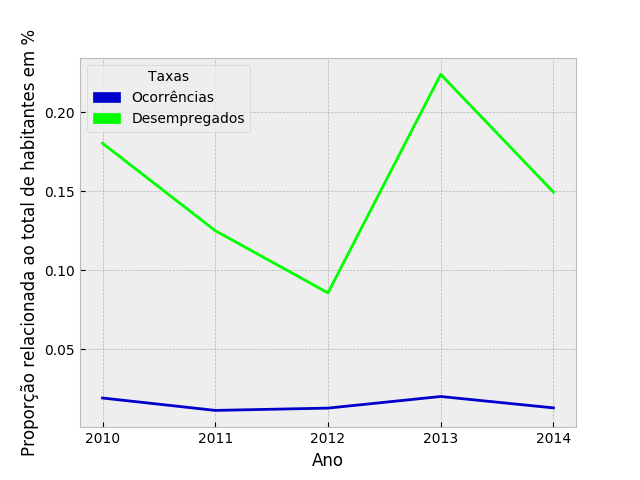 Proporção relacionada ao total de habitantes em %
Taxas
Ocorrências
Desempregados
0.20
0.15
0.10
0.05
2010 2011 2012 2013 2014
Ano